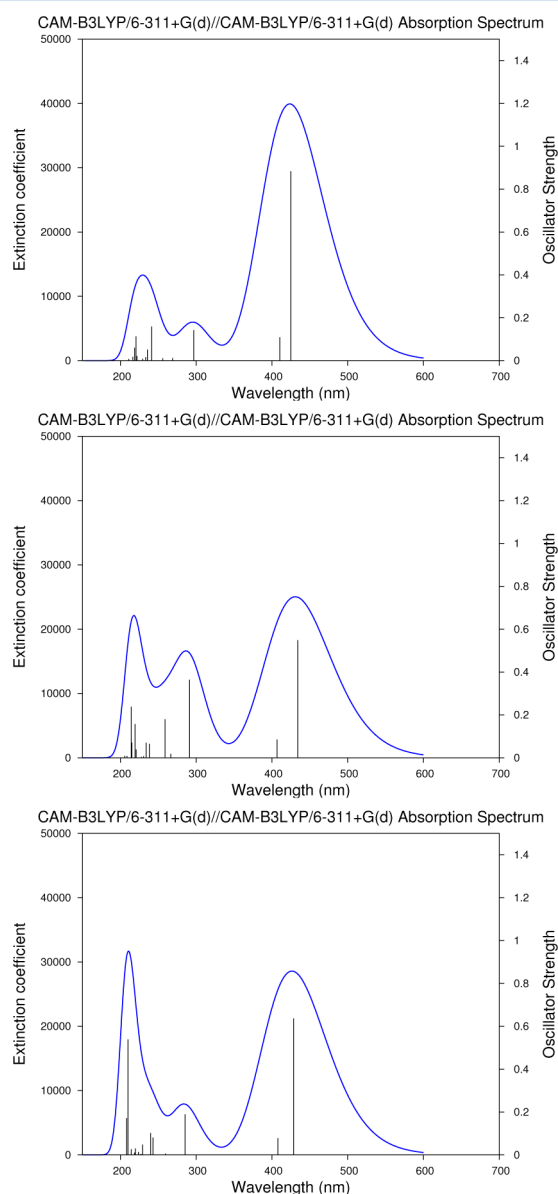 CAM-B3LYP/6-311+G(d)//CAM-B3LYP/6-311+G(d) Absorption Spectrum
50000
40000
30000
20000
10000
0
Extinction coefficient
1.4
1.2
1
0.8
0.6
0.4
0.2
0
Oscillator Strength
200 300 400 500 600 700
Wavelength (nm)
CAM-B3LYP/6-311+G(d)//CAM-B3LYP/6-311+G(d) Absorption Spectrum
50000
40000
30000
20000
10000
0
Extinction coefficient
1.4
1.2
1
0.8
0.6
0.4
0.2
0
Oscillator Strength
200 300 400 500 600 700
Wavelength (nm)
CAM-B3LYP/6-311+G(d)//CAM-B3LYP/6-311+G(d) Absorption Spectrum
50000
40000
30000
20000
10000
0
Extinction coefficient
1.4
1.2
1
0.8
0.6
0.4
0.2
0
Oscillator Strength
200 300 400 500 600 700
Wavelength (nm)